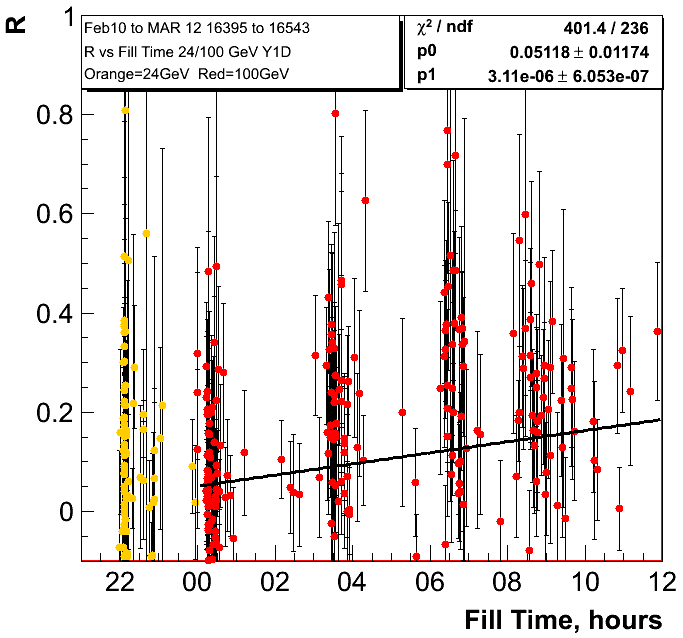 R
1
Feb10 to MAR 12 16395 to 16543
R vs Fill Time 24/100 GeV Y1D
Orange=24GeV Red=100GeV
χ² / ndf 401.4 / 236
p0 0.05118 ± 0.01174
p1 3.11e-06 ± 6.053e-07
0.8
0.6
0.4
0.2
0
22 00 02 04 06 08 10 12
Fill Time, hours